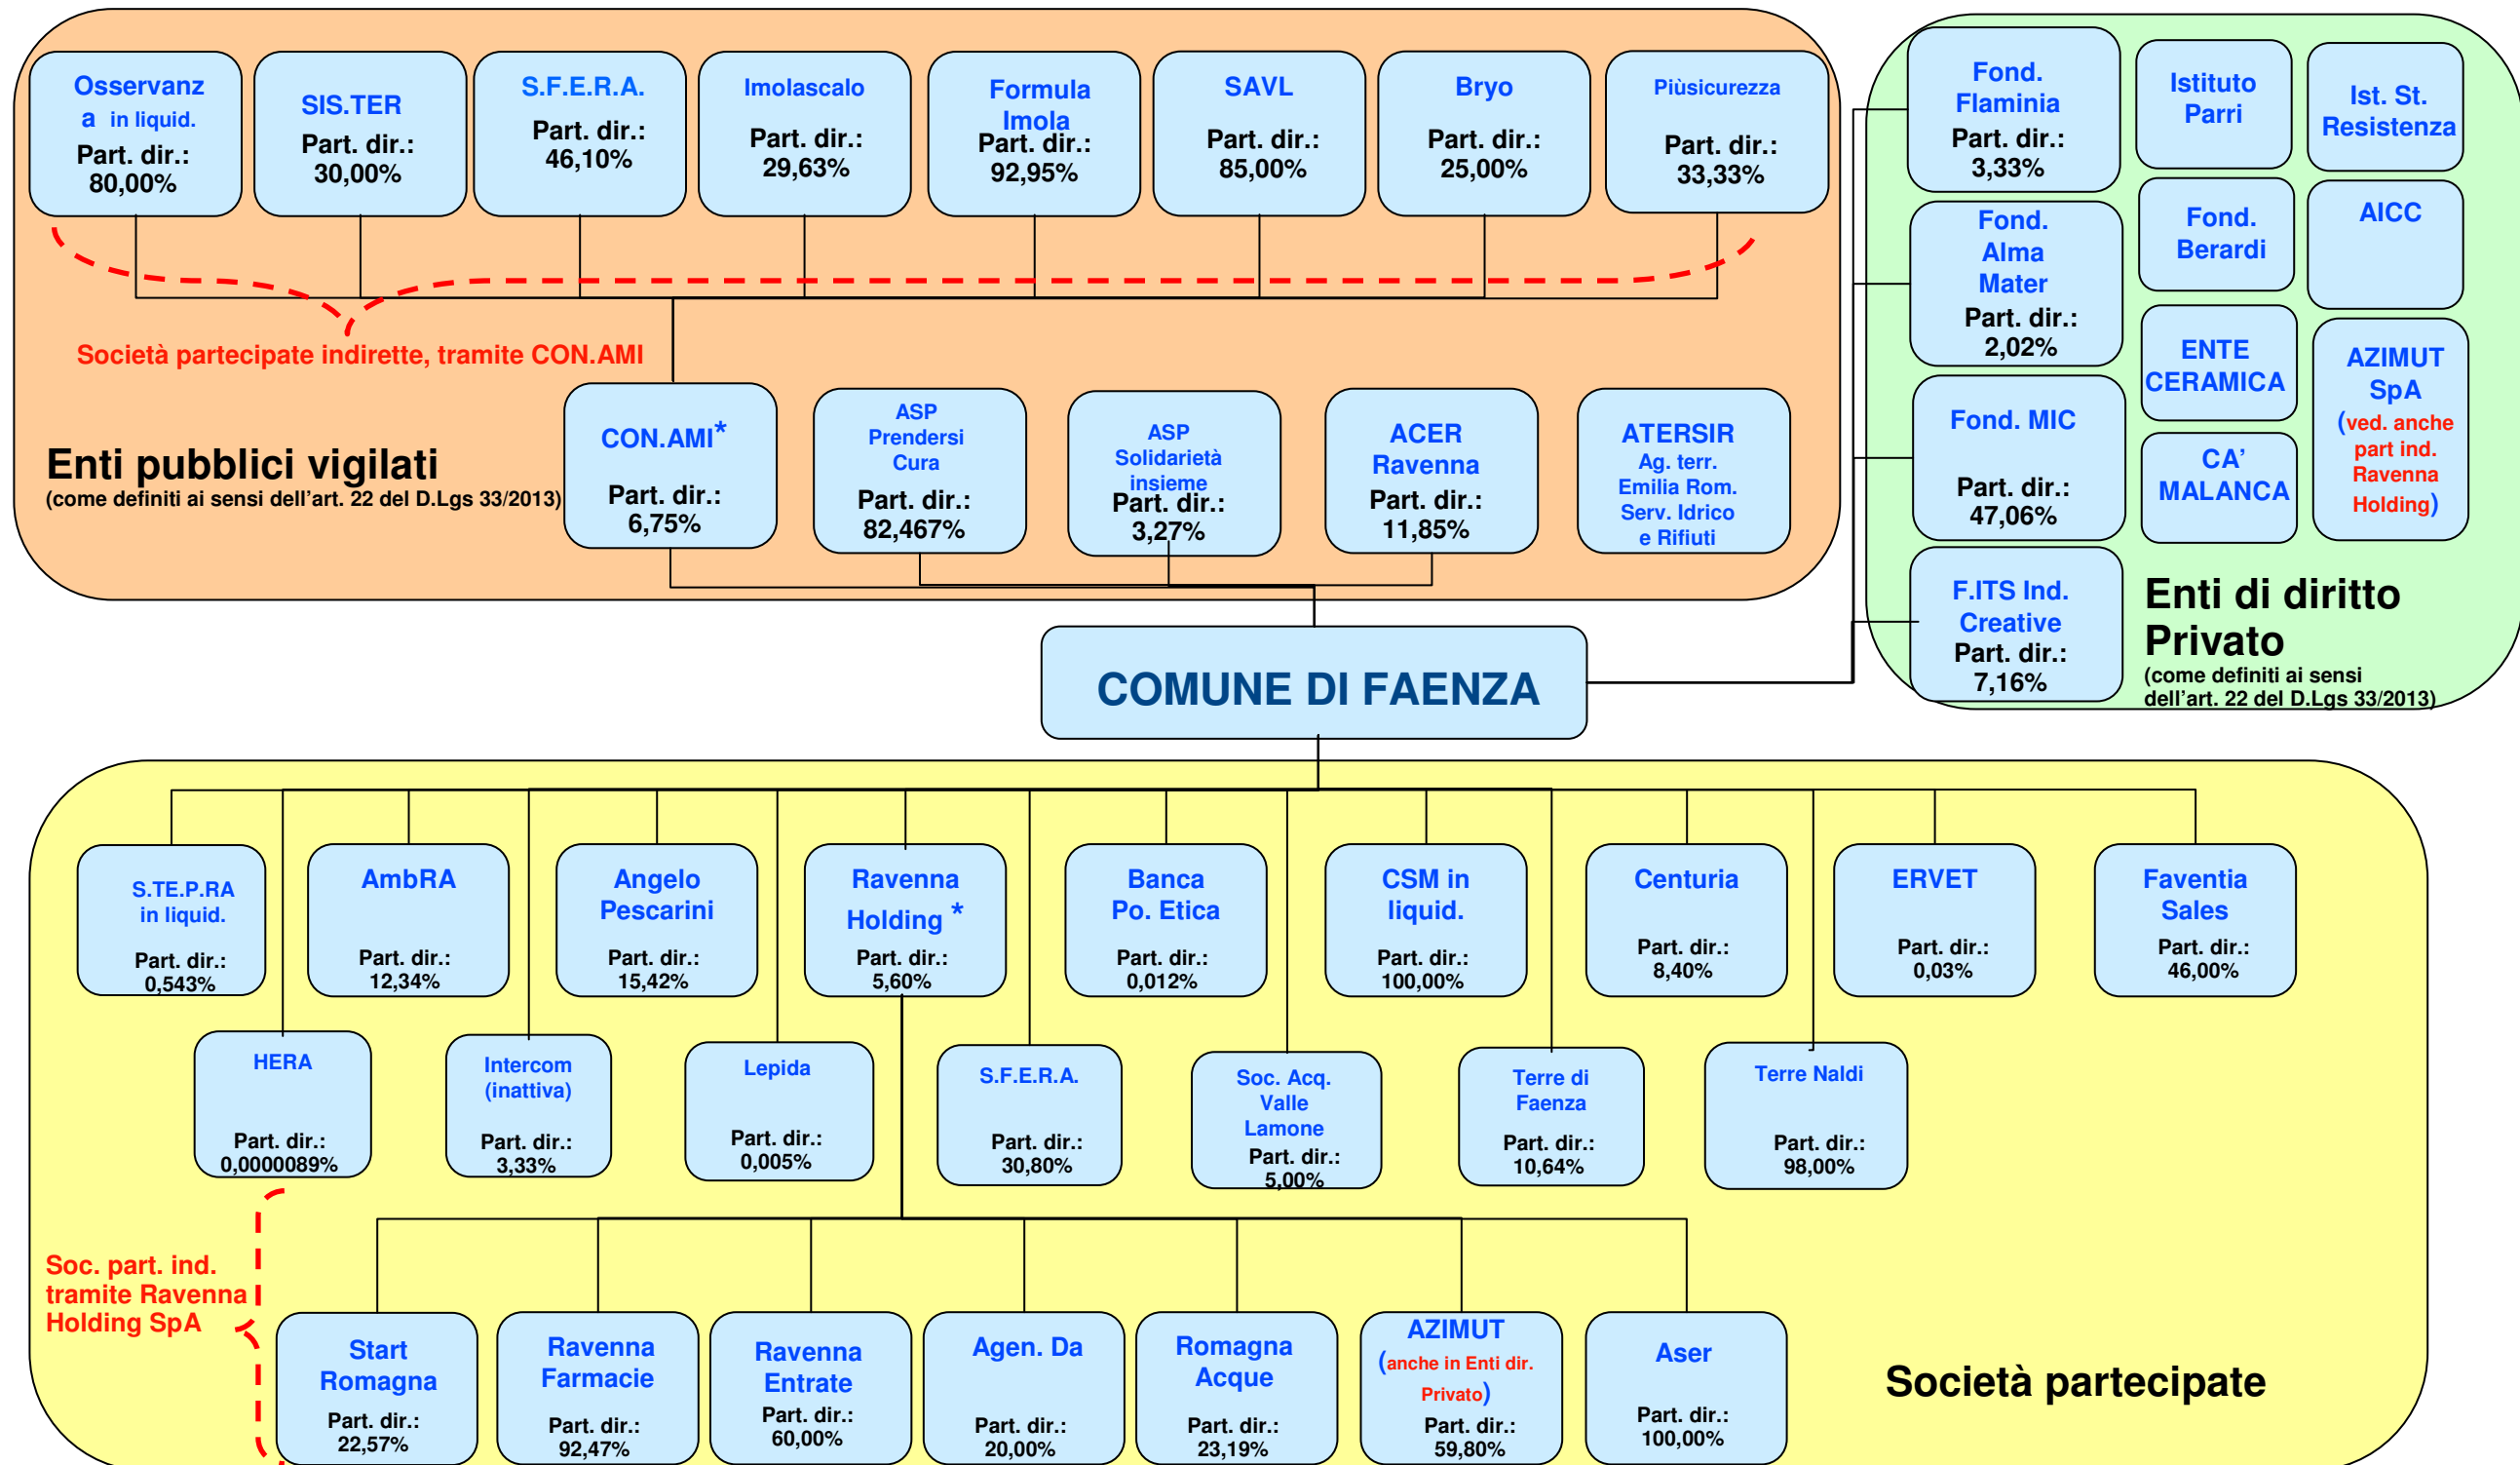 Osservanz
a in liquid.
Part. dir.:
80,00%
SIS.TER
Part. dir.:
30,00%
S.F.E.R.A.
Part. dir.:
46,10%
Imolascalo
Part. dir.:
29,63%
Formula
Imola
Part. dir.:
92,95%
SAVL
Part. dir.:
85,00%
Bryo
Part. dir.:
25,00%
Piùsicurezza
Part. dir.:
33,33%
Società partecipate indirette, tramite CON.AMI
Enti pubblici vigilati
(come definiti ai sensi dell'art. 22 del D.Lgs 33/2013)
CON.AMI*
Part. dir.:
6,75%
ASP
Prendersi
Cura
Part. dir.:
82,467%
ASP
Solidarietà
insieme
Part. dir.:
3,27%
ACER
Ravenna
Part. dir.:
11,85%
ATERSIR
Ag. terr.
Emilia Rom.
Serv. Idrico
e Rifiuti
Fond.
Flaminia
Part. dir.:
3,33%
Istituto
Parri
Ist. St.
Resistenza
Fond.
Alma
Mater
Part. dir.:
2,02%
Fond.
Berardi
AICC
Fond. MIC
Part. dir.:
47,06%
ENTE
CERAMICA
AZIMUT
SpA
(ved. anche
part ind.
Ravenna
Holding)
CA'
MALANCA
F.ITS Ind.
Creative
Part. dir.:
7,16%
Enti di diritto
Privato
(come definiti ai sensi
dell'art. 22 del D.Lgs 33/2013)
COMUNE DI FAENZA
S.TE.P.RA
in liquid.
Part. dir.:
0,543%
AmbRA
Part. dir.:
12,34%
Angelo
Pescarini
Part. dir.:
15,42%
Ravenna
Holding *
Part. dir.:
5,60%
Banca
Po. Etica
Part. dir.:
0,012%
CSM in
liquid.
Part. dir.:
100,00%
Centuria
Part. dir.:
8,40%
ERVET
Part. dir.:
0,03%
Faventia
Sales
Part. dir.:
46,00%
HERA
Part. dir.:
0,0000089%
Intercom
(inattiva)
Part. dir.:
3,33%
Lepida
Part. dir.:
0,005%
S.F.E.R.A.
Part. dir.:
30,80%
Soc. Acq.
Valle
Lamone
Part. dir.:
5,00%
Terre di
Faenza
Part. dir.:
10,64%
Terre Naldi
Part. dir.:
98,00%
Soc. part. ind.
tramite Ravenna
Holding SpA
Start
Romagna
Part. dir.:
22,57%
Ravenna
Farmacie
Part. dir.:
92,47%
Ravenna
Entrate
Part. dir.:
60,00%
Agen. Da
Part. dir.:
20,00%
Romagna
Acque
Part. dir.:
23,19%
AZIMUT
(anche in Enti dir.
Privato)
Part. dir.:
59,80%
Aser
Part. dir.:
100,00%
Società partecipate